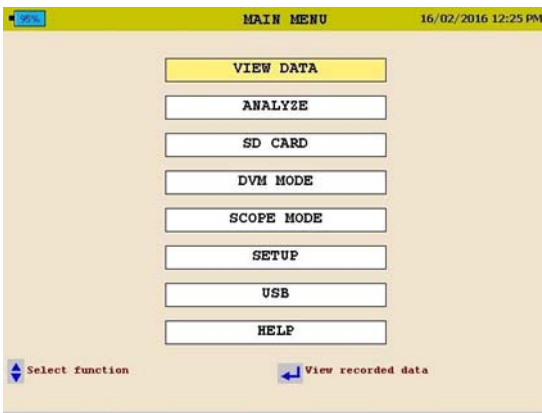 95% MAIN MENU 16/02/2016 12:25 PM
VIEW DATA
ANALYZE
SD CARD
DVM MODE
SCOPE MODE
SETUP
USB
HELP
Select function View recorded data